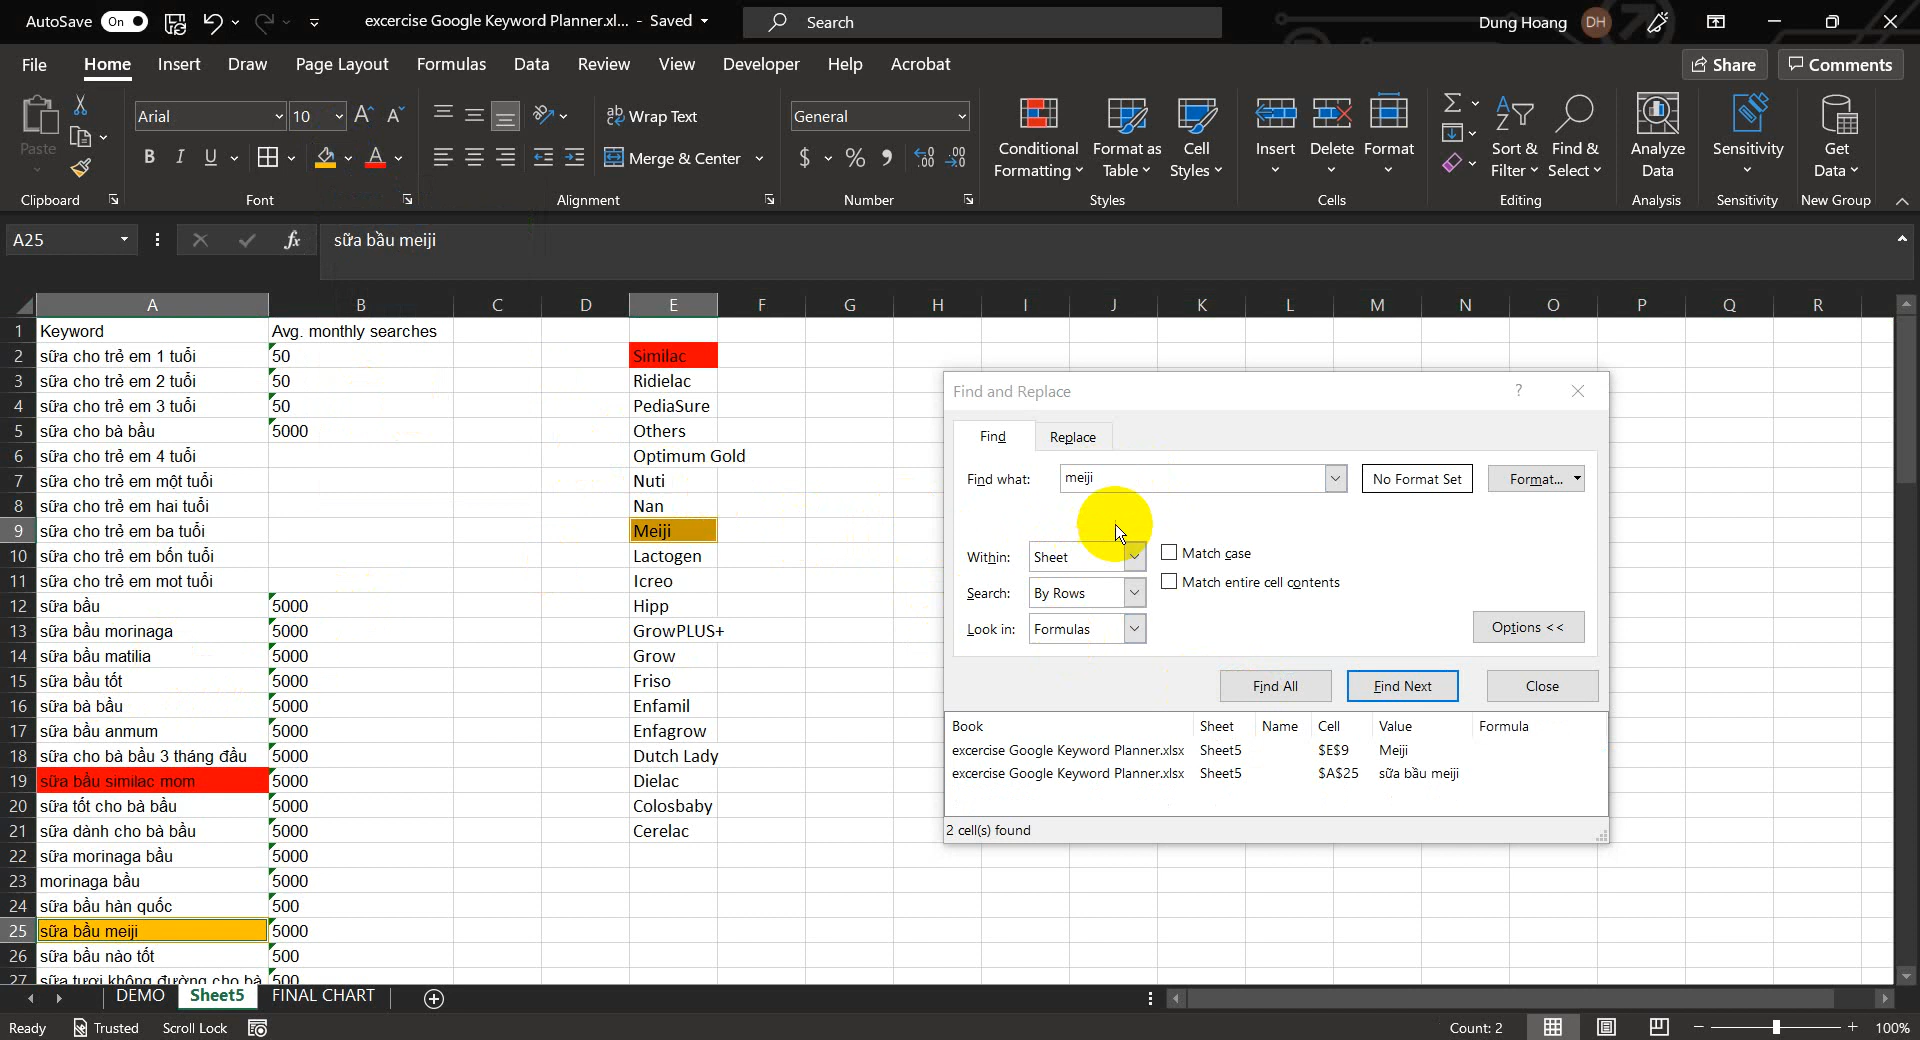 AutoSave On excercise Google Keyword Planner.xl... - Saved Search Dung Hoang DH
File Home Insert Draw Page Layout Formulas Data Review View Developer Help Acrobat Share Comments
Arial 10 Wrap Text General
Paste B I U Merge & Center $ % Conditional Formatting Format as Table Cell Styles Insert Delete Format Sort & Filter Find & Select Analyze Data Sensitivity Get Data
Clipboard Font Alignment Number Styles Cells Editing Analysis Sensitivity New Group
A25 fx sữa bầu meiji
A B C D E F G H I J K L M N O P Q R
1 Keyword Avg. monthly searches
2 sữa cho trẻ em 1 tuổi 50 Similac
3 sữa cho trẻ em 2 tuổi 50 Ridielac
4 sữa cho trẻ em 3 tuổi 50 PediaSure
5 sữa cho bà bầu 5000 Others
6 sữa cho trẻ em 4 tuổi Optimum Gold
7 sữa cho trẻ em một tuổi Nuti
8 sữa cho trẻ em hai tuổi Nan
9 sữa cho trẻ em ba tuổi Meiji
10 sữa cho trẻ em bốn tuổi Lactogen
11 sữa cho trẻ em mot tuổi Icreo
12 sữa bầu 5000 Hipp
13 sữa bầu morinaga 5000 GrowPLUS+
14 sữa bầu matilia 5000 Grow
15 sữa bầu tốt 5000 Friso
16 sữa bà bầu 5000 Enfamil
17 sữa bầu anmum 5000 Enfagrow
18 sữa cho bà bầu 3 tháng đầu 5000 Dutch Lady
19 sữa bầu similac mom 5000 Dielac
20 sữa tốt cho bà bầu 5000 Colosbaby
21 sữa dành cho bà bầu 5000 Cerelac
22 sữa morinaga bầu 5000
23 morinaga bầu 5000
24 sữa bầu hàn quốc 500
25 sữa bầu meiji 5000
26 sữa bầu nào tốt 500
27 sữa tươi không đường cho bà 500
Find and Replace ?
Find Replace
Find what: meiji No Format Set Format...
Within: Sheet Match case
Match entire cell contents
Search: By Rows
Look in: Formulas Options <<
Find All Find Next Close
Book Sheet Name Cell Value Formula
excercise Google Keyword Planner.xlsx Sheet5 $E$9 Meiji
excercise Google Keyword Planner.xlsx Sheet5 $A$25 sữa bầu meiji
2 cell(s) found
DEMO Sheet5 FINAL CHART
Ready Trusted Scroll Lock Count: 2 100%